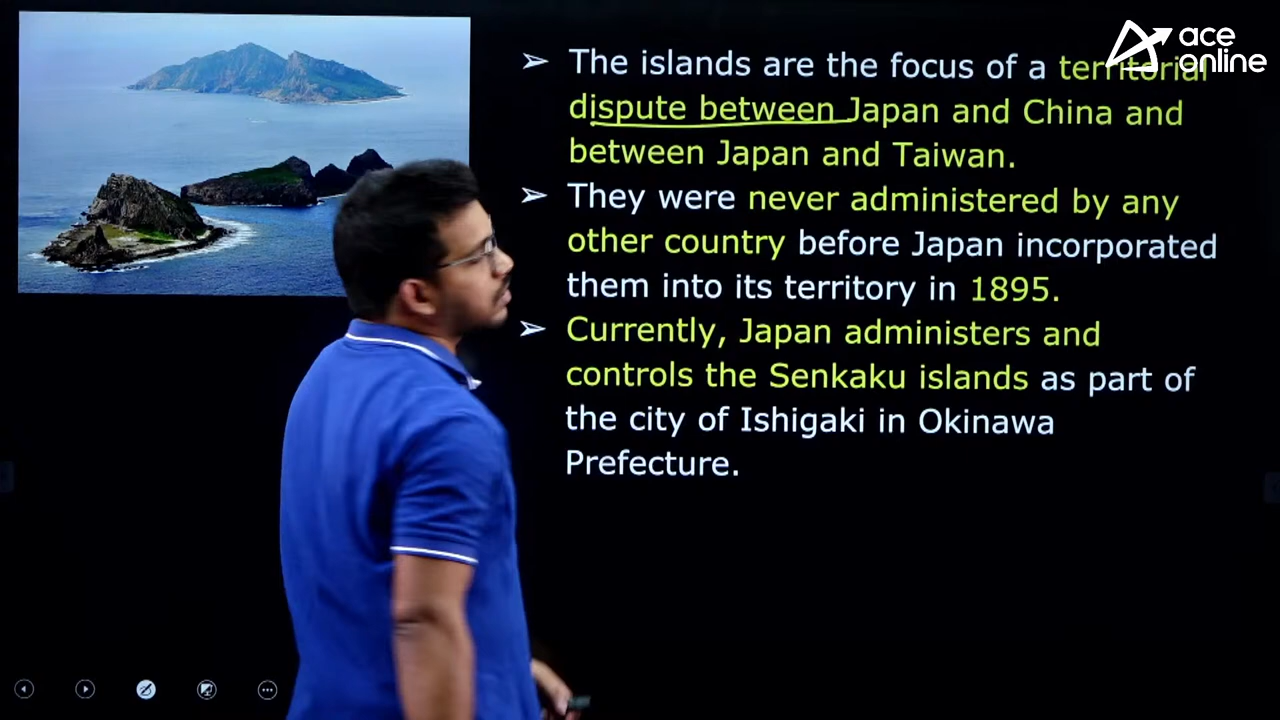 ace
online
➢ The islands are the focus of a territorial
dispute between Japan and China and
between Japan and Taiwan.
➢ They were never administered by any
other country before Japan incorporated
them into its territory in 1895.
➢ Currently, Japan administers and
controls the Senkaku islands as part of
the city of Ishigaki in Okinawa
Prefecture.